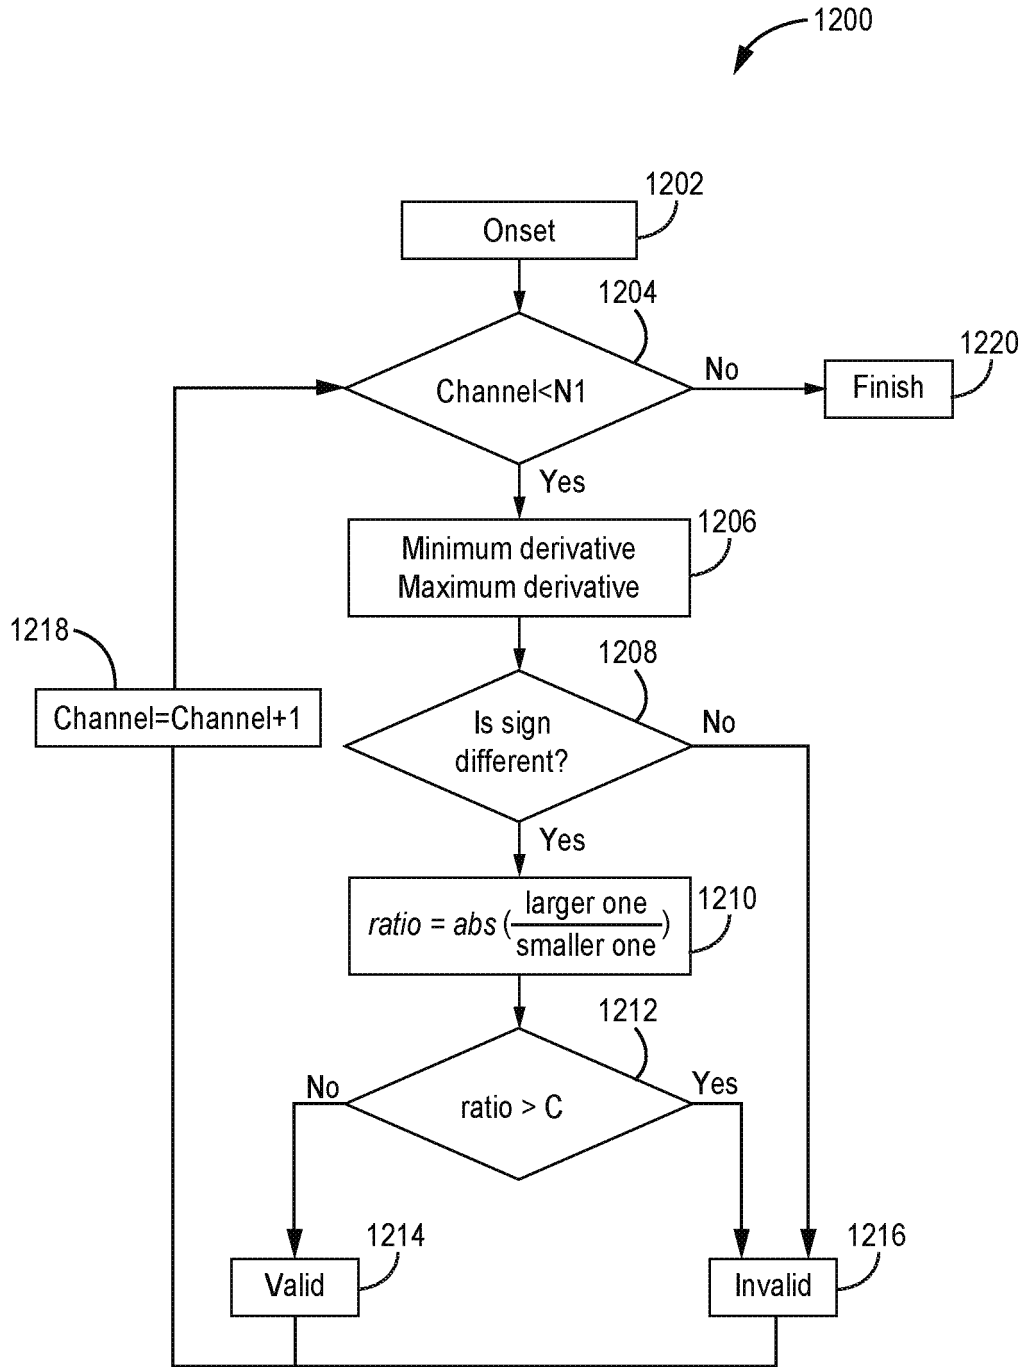 1200
1202
Onset
1204
Channel<N1
No
1220
Finish
Yes
1206
Minimum derivative
Maximum derivative
1218
Channel=Channel+1
1208
Is sign
different?
No
Yes
1210
ratio = abs (larger one
smaller one)
1212
ratio > C
No
Yes
1214
Valid
1216
Invalid